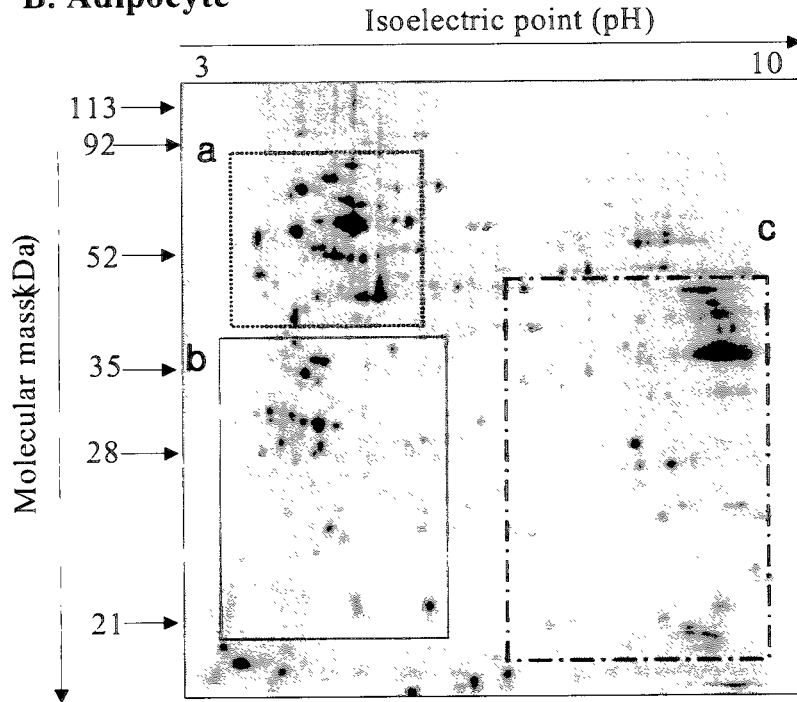 B. Adipocyte
Isoelectric point (pH)
3 10
113
92
a
c
52
b
35
28
21
Molecular mass(kDa)